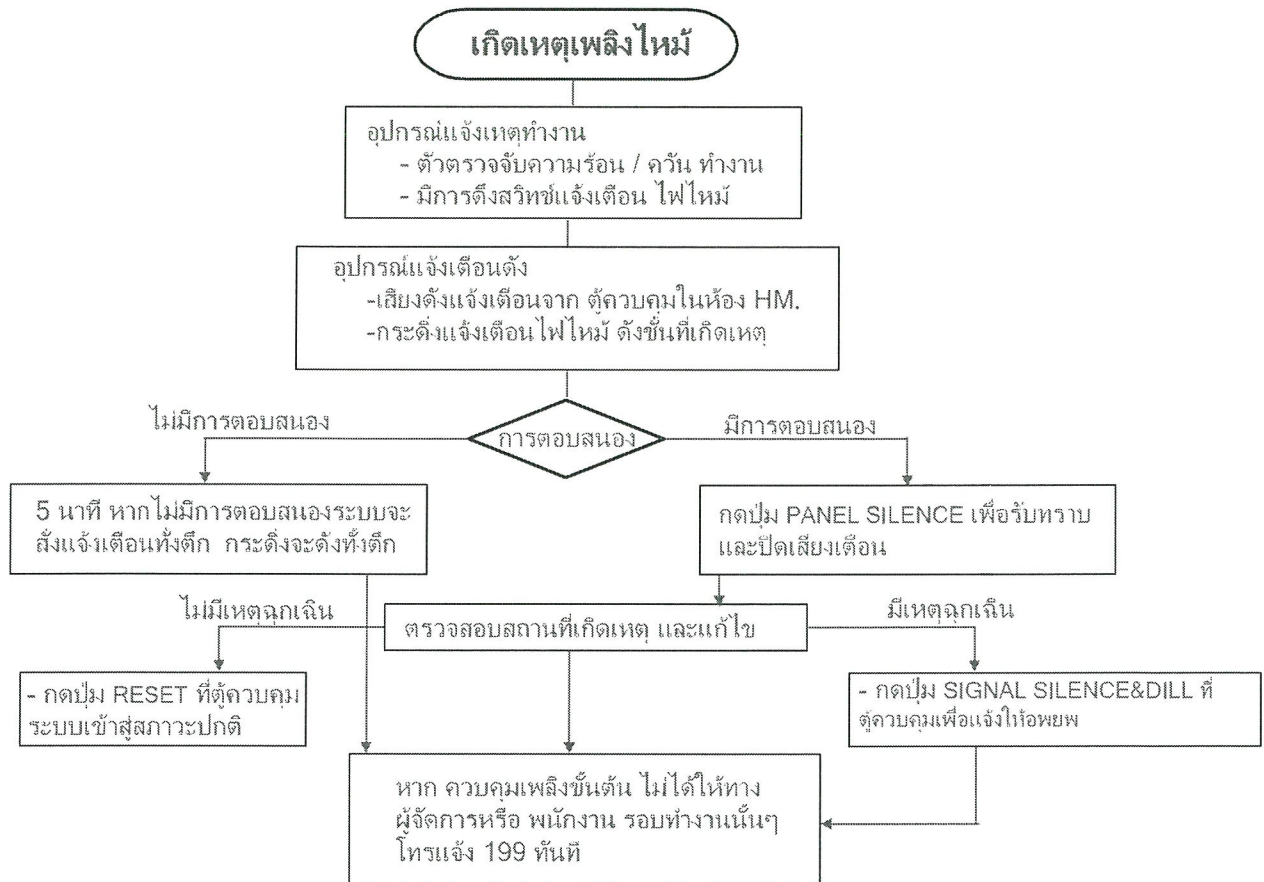 เกิดเหตุเพลิงไหม้
อุปกรณ์แจ้งเหตุทำงาน
- ตัวตรวจจับความร้อน / ควัน ทำงาน
- มีการดึงสวิทช์แจ้งเตือน ไฟไหม้
อุปกรณ์แจ้งเตือนดัง
-เสียงดังแจ้งเตือนจาก ตู้ควบคุมในห้อง HM.
-กระดิ่งแจ้งเตือนไฟไหม้ ดังชั้นที่เกิดเหตุ
ไม่มีการตอบสนอง
การตอบสนอง
มีการตอบสนอง
5 นาที หากไม่มีการตอบสนองระบบจะ
สั่งแจ้งเตือนทั้งตึก กระดิ่งจะดังทั้งตึก
กดปุ่ม PANEL SILENCE เพื่อรับทราบ
และปิดเสียงเตือน
ไม่มีเหตุฉุกเฉิน
ตรวจสอบสถานที่เกิดเหตุ และแก้ไข
มีเหตุฉุกเฉิน
- กดปุ่ม RESET ที่ตู้ควบคุม
ระบบเข้าสู่สภาวะปกติ
- กดปุ่ม SIGNAL SILENCE&DILL ที่
ตู้ควบคุมเพื่อแจ้งให้อพยพ
หาก ควบคุมเพลิงขั้นต้น ไม่ได้ให้ทาง
ผู้จัดการหรือ พนักงาน รอบทำงานนั้นๆ
โทรแจ้ง 199 ทันที